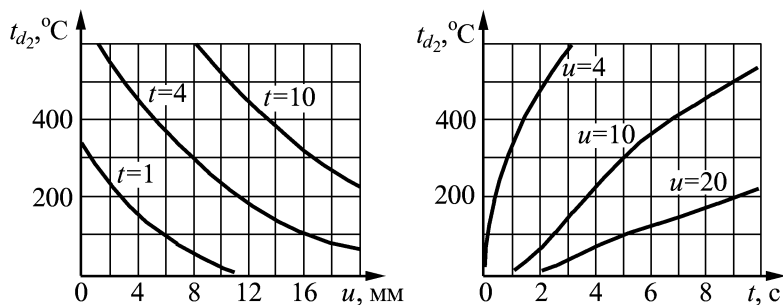 t_{d_2}, °C
t=4
t=10
400
t=1
200
0 4 8 12 16 u, мм
t_{d_2}, °C
u=4
400
u=10
200
u=20
0 2 4 6 8 t, с